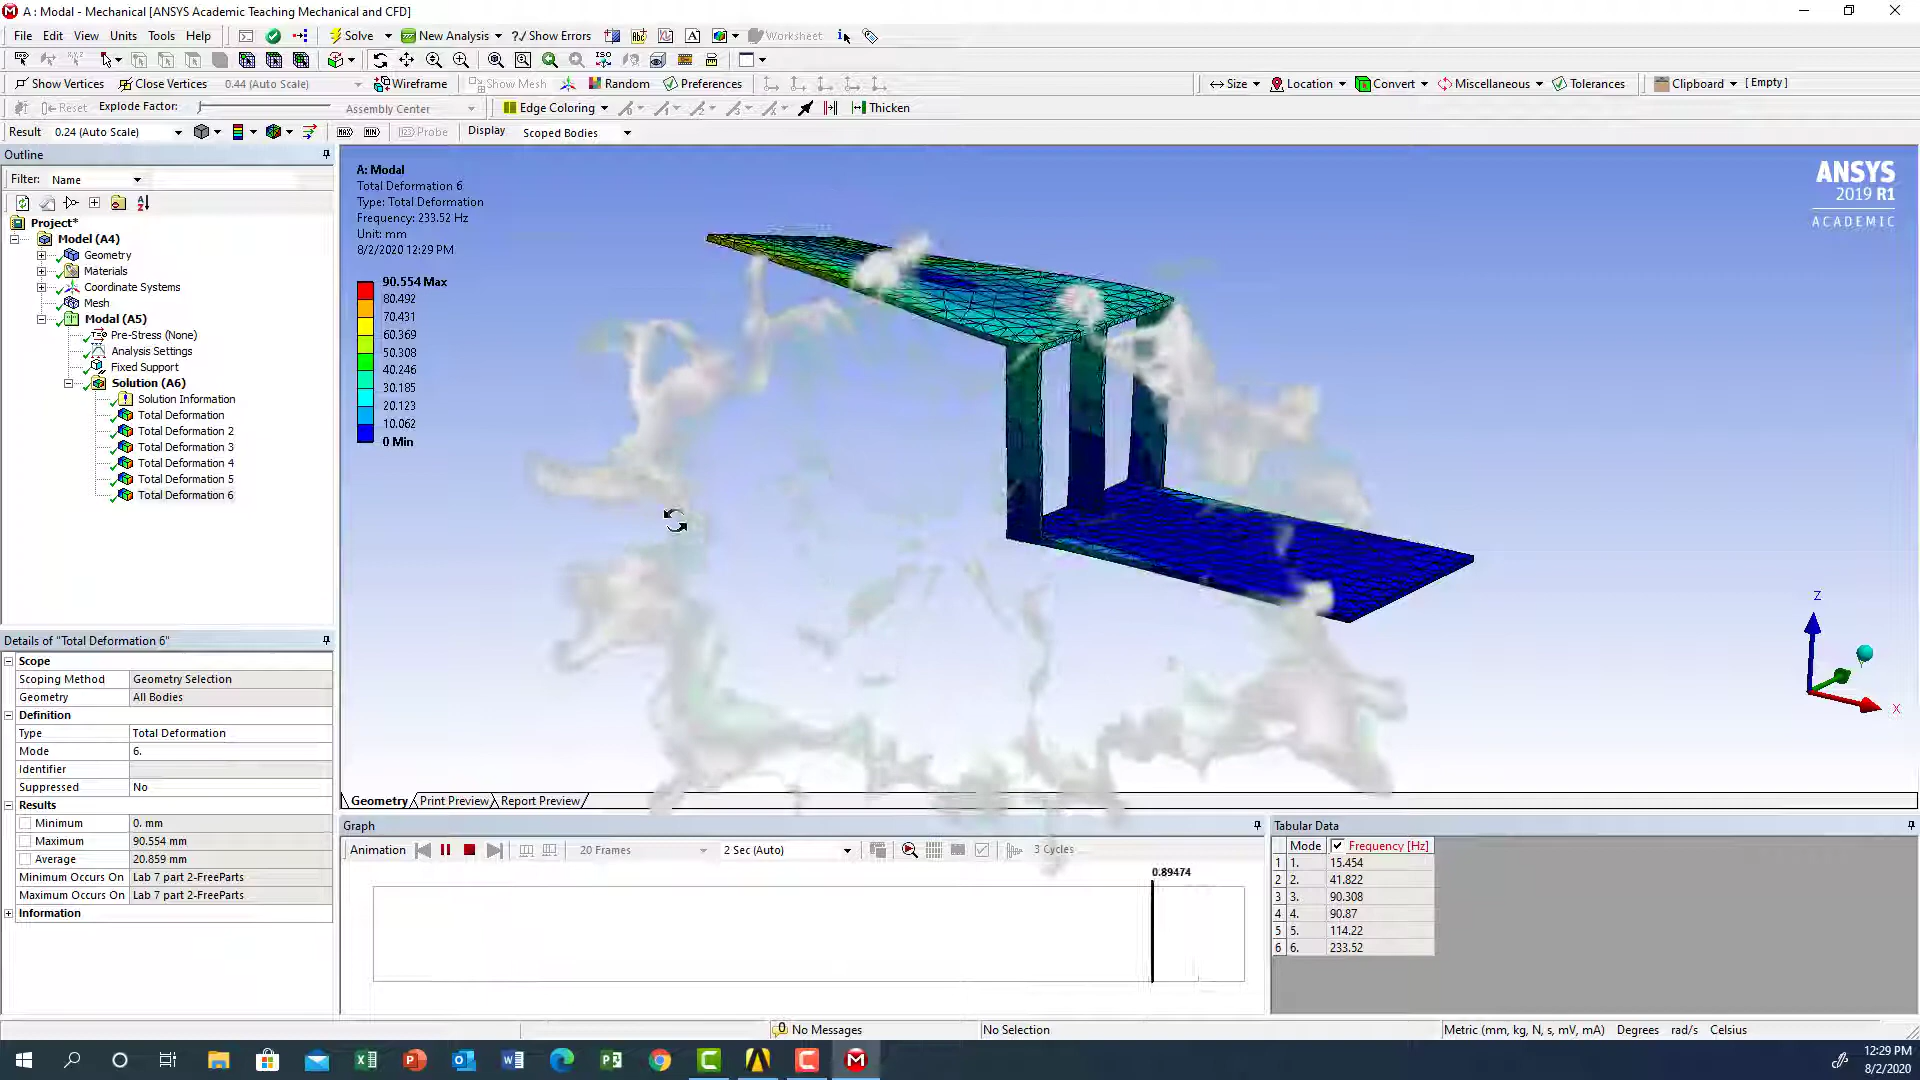 A : Modal - Mechanical [ANSYS Academic Teaching Mechanical and CFD]
File Edit View Units Tools Help Solve New Analysis Show Errors Worksheet
Show Vertices Close Vertices 0.44 (Auto Scale) Wireframe Show Mesh Random Preferences Size Location Convert Miscellaneous Tolerances Clipboard [ Empty ]
Reset Explode Factor: Assembly Center Edge Coloring Thicken
Result 0.24 (Auto Scale) MAX MIN Probe Display Scoped Bodies
Outline
Filter: Name
Project*
Model (A4)
Geometry
Materials
Coordinate Systems
Mesh
Modal (A5)
Pre-Stress (None)
Analysis Settings
Fixed Support
Solution (A6)
Solution Information
Total Deformation
Total Deformation 2
Total Deformation 3
Total Deformation 4
Total Deformation 5
Total Deformation 6
Details of "Total Deformation 6"
Scope
Scoping Method Geometry Selection
Geometry All Bodies
Definition
Type Total Deformation
Mode 6.
Identifier
Suppressed No
Results
Minimum 0. mm
Maximum 90.554 mm
Average 20.859 mm
Minimum Occurs On Lab 7 part 2-FreeParts
Maximum Occurs On Lab 7 part 2-FreeParts
Information
A: Modal
Total Deformation 6
Type: Total Deformation
Frequency: 233.52 Hz
Unit: mm
8/2/2020 12:29 PM
90.554 Max
80.492
70.431
60.369
50.308
40.246
30.185
20.123
10.062
0 Min
ANSYS
2019 R1
ACADEMIC
Z
X
Geometry Print Preview Report Preview
Graph
Animation 20 Frames 2 Sec (Auto) 3 Cycles
0.89474
Tabular Data
Mode Frequency [Hz]
1 1. 15.454
2 2. 41.822
3 3. 90.308
4 4. 90.87
5 5. 114.22
6 6. 233.52
0 No Messages No Selection Metric (mm, kg, N, s, mV, mA) Degrees rad/s Celsius
12:29 PM
8/2/2020